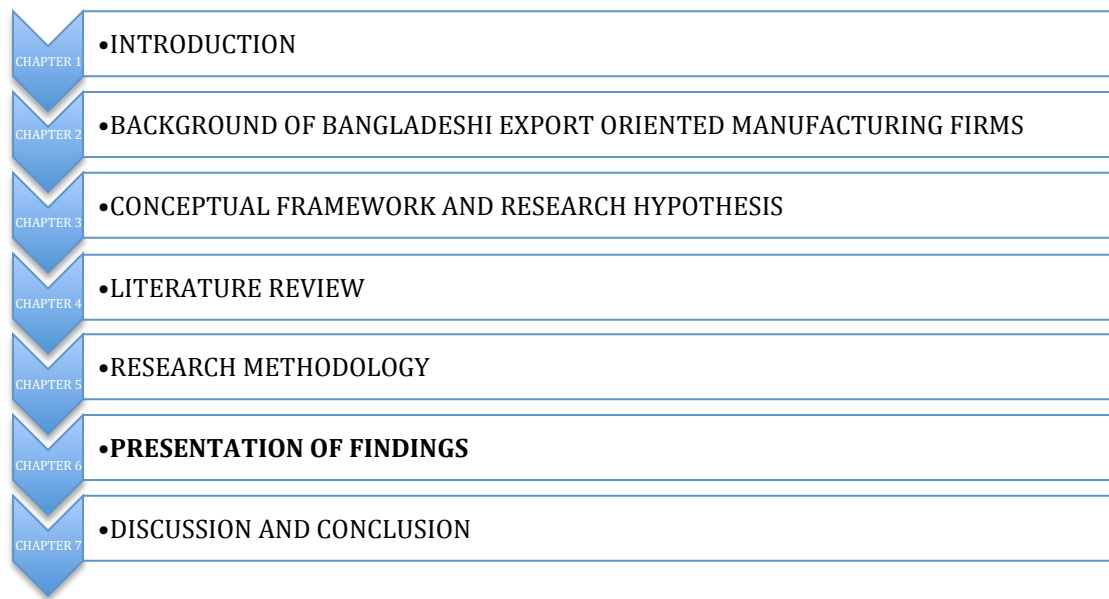 CHAPTER 1
•INTRODUCTION
CHAPTER 2
•BACKGROUND OF BANGLADESHI EXPORT ORIENTED MANUFACTURING FIRMS
CHAPTER 3
•CONCEPTUAL FRAMEWORK AND RESEARCH HYPOTHESIS
CHAPTER 4
•LITERATURE REVIEW
CHAPTER 5
•RESEARCH METHODOLOGY
CHAPTER 6
•PRESENTATION OF FINDINGS
CHAPTER 7
•DISCUSSION AND CONCLUSION